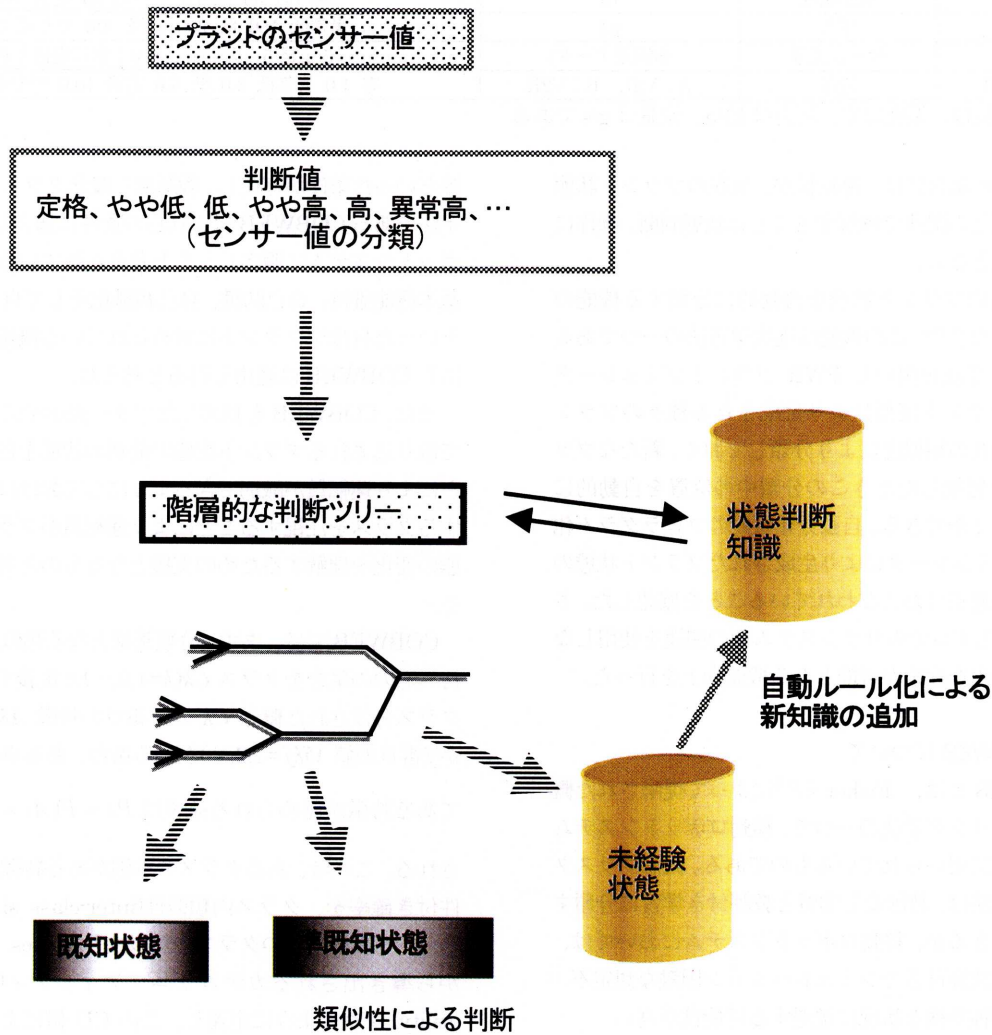 プラントのセンサー値
判断値
定格、やや低、低、やや高、高、異常高、…
(センサー値の分類)
階層的な判断ツリー
状態判断
知識
自動ルール化による
新知識の追加
未経験
状態
既知状態
準既知状態
類似性による判断